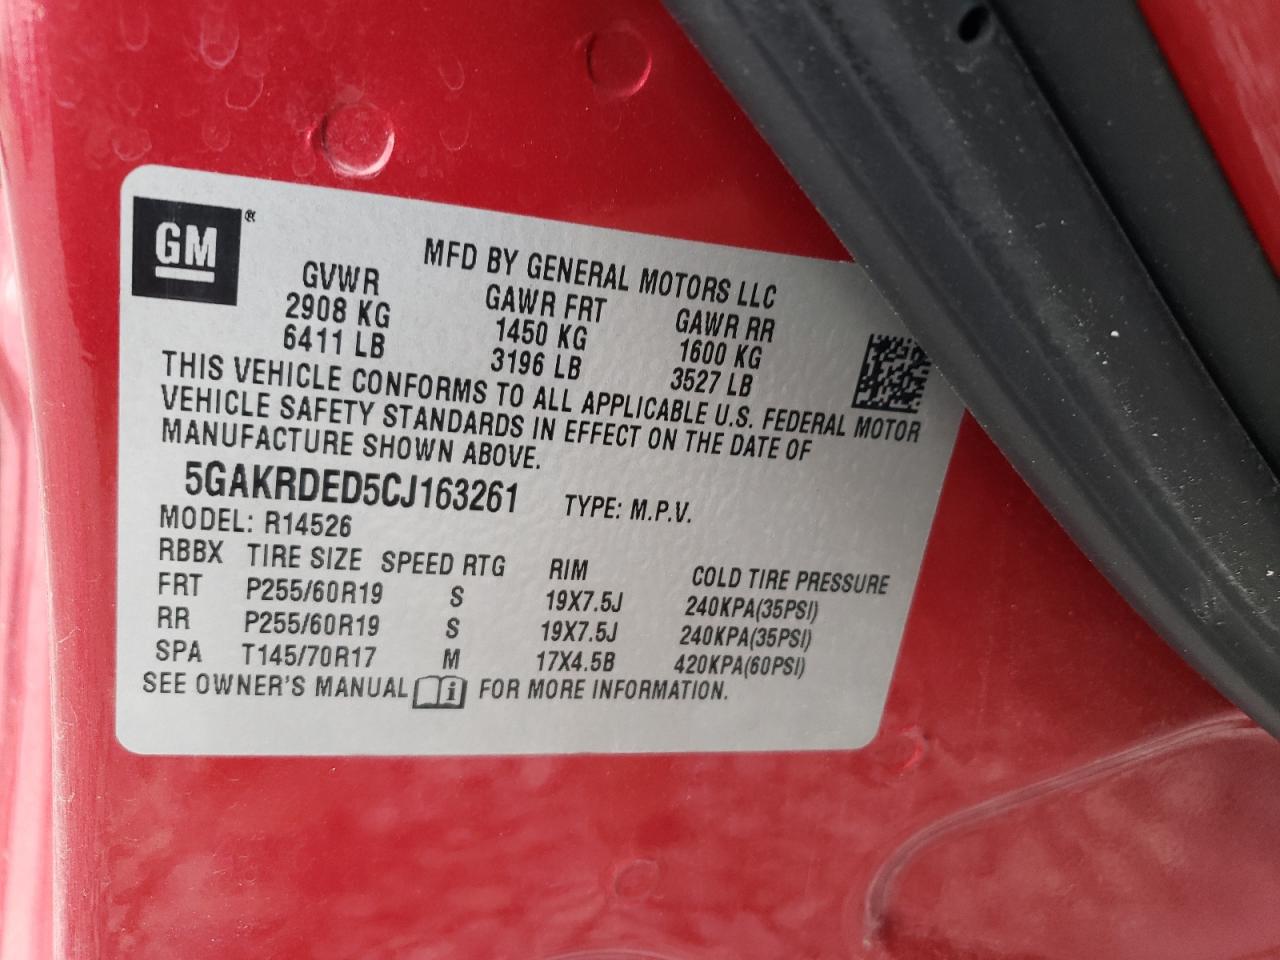 GM®
MFD BY GENERAL MOTORS LLC
GVWR GAWR FRT GAWR RR
2908 KG 1450 KG 1600 KG
6411 LB 3196 LB 3527 LB
THIS VEHICLE CONFORMS TO ALL APPLICABLE U.S. FEDERAL MOTOR
VEHICLE SAFETY STANDARDS IN EFFECT ON THE DATE OF
MANUFACTURE SHOWN ABOVE.
5GAKRDED5CJ163261 TYPE: M.P.V.
MODEL: R14526
RBBX TIRE SIZE SPEED RTG RIM COLD TIRE PRESSURE
FRT P255/60R19 S 19X7.5J 240KPA(35PSI)
RR P255/60R19 S 19X7.5J 240KPA(35PSI)
SPA T145/70R17 M 17X4.5B 420KPA(60PSI)
SEE OWNER'S MANUAL i FOR MORE INFORMATION.